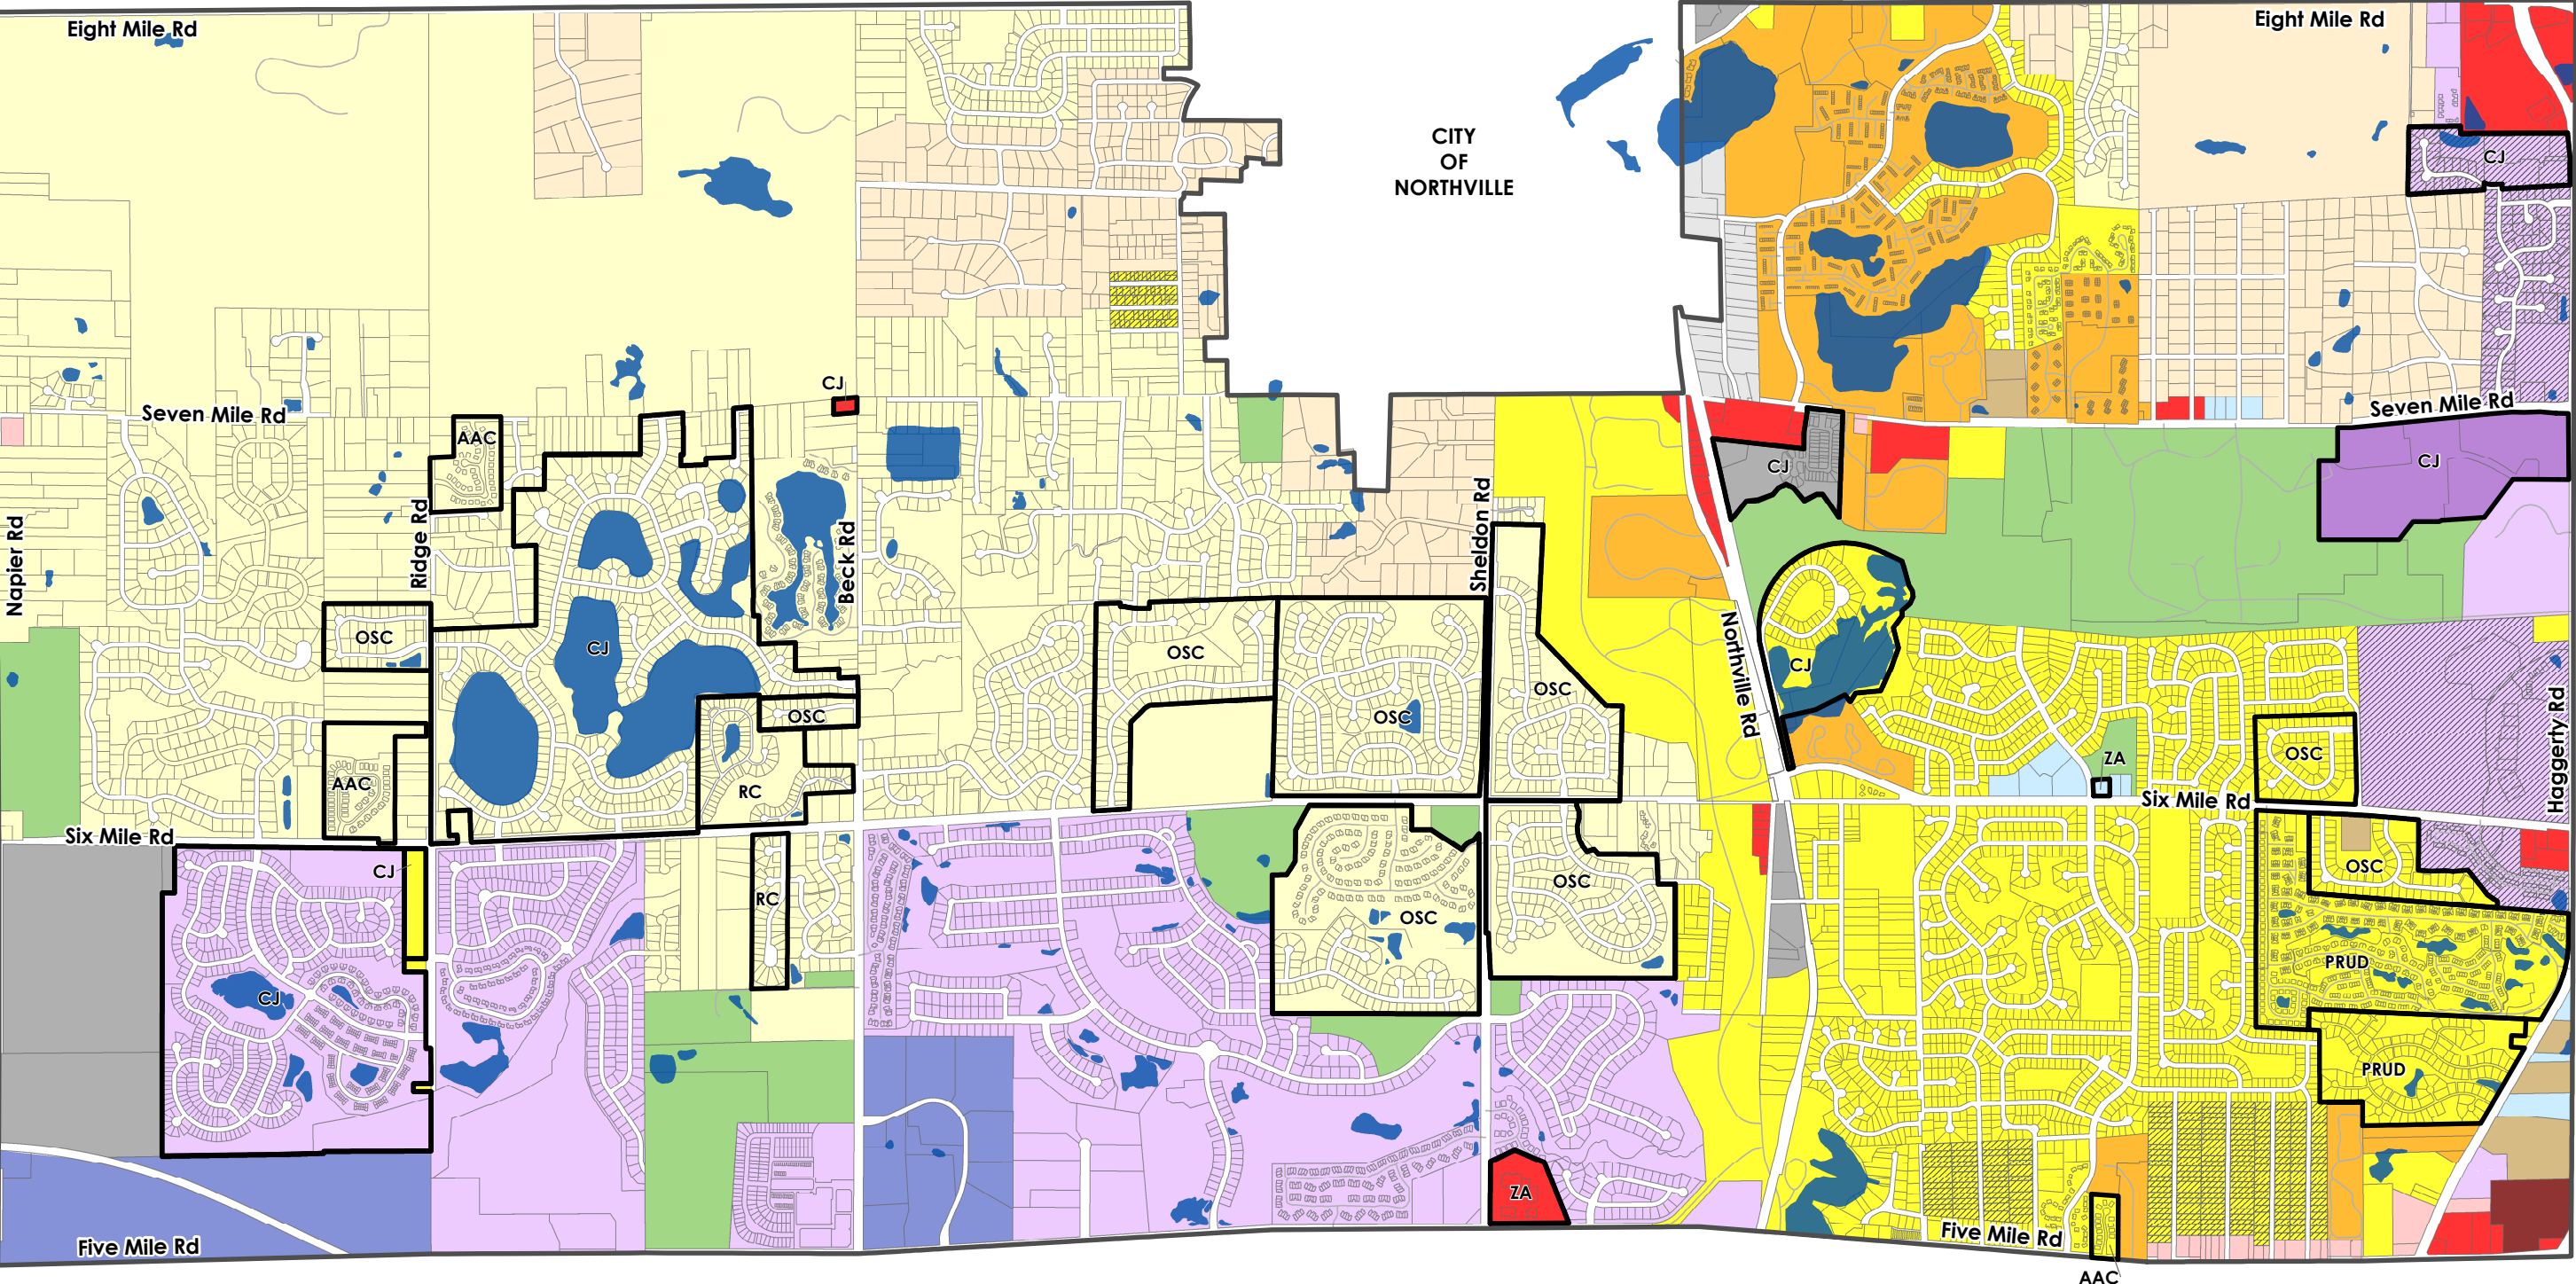 Eight Mile Rd
Eight Mile Rd
CITY
OF
NORTHVILLE
CJ
CJ
Seven Mile Rd
Seven Mile Rd
AAC
CJ
CJ
Napier Rd
Ridge Rd
Beck Rd
Sheldon Rd
Northville Rd
Haggerty Rd
OSC
CJ
OSC
CJ
OSC
OSC
OSC
AAC
RC
OSC
ZA
Six Mile Rd
Six Mile Rd
CJ
RC
OSC
OSC
OSC
CJ
PRUD
PRUD
ZA
Five Mile Rd
Five Mile Rd
AAC